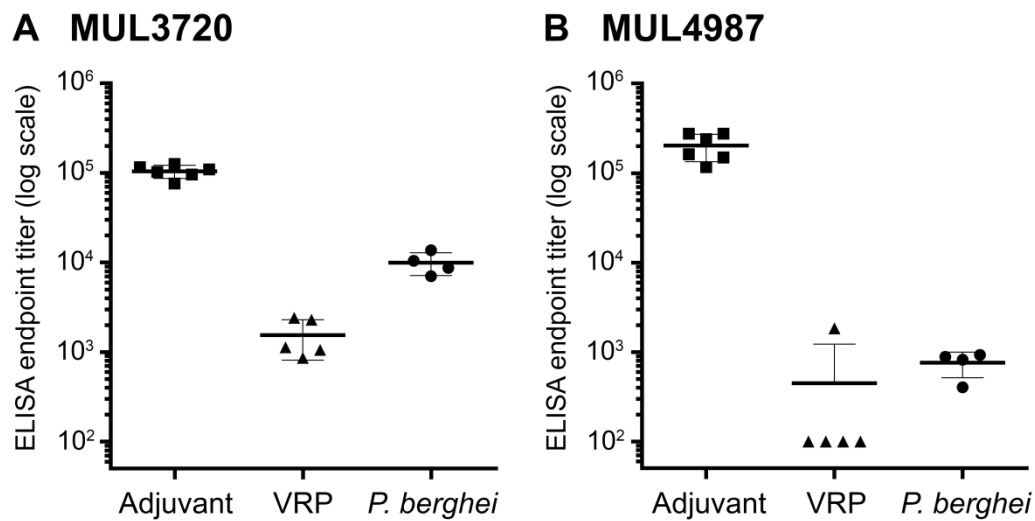 A MUL3720
B MUL4987
ELISA endpoint titer (log scale)
10⁶
10⁵
10⁴
10³
10²
Adjuvant VRP P. berghei
ELISA endpoint titer (log scale)
10⁶
10⁵
10⁴
10³
10²
Adjuvant VRP P. berghei